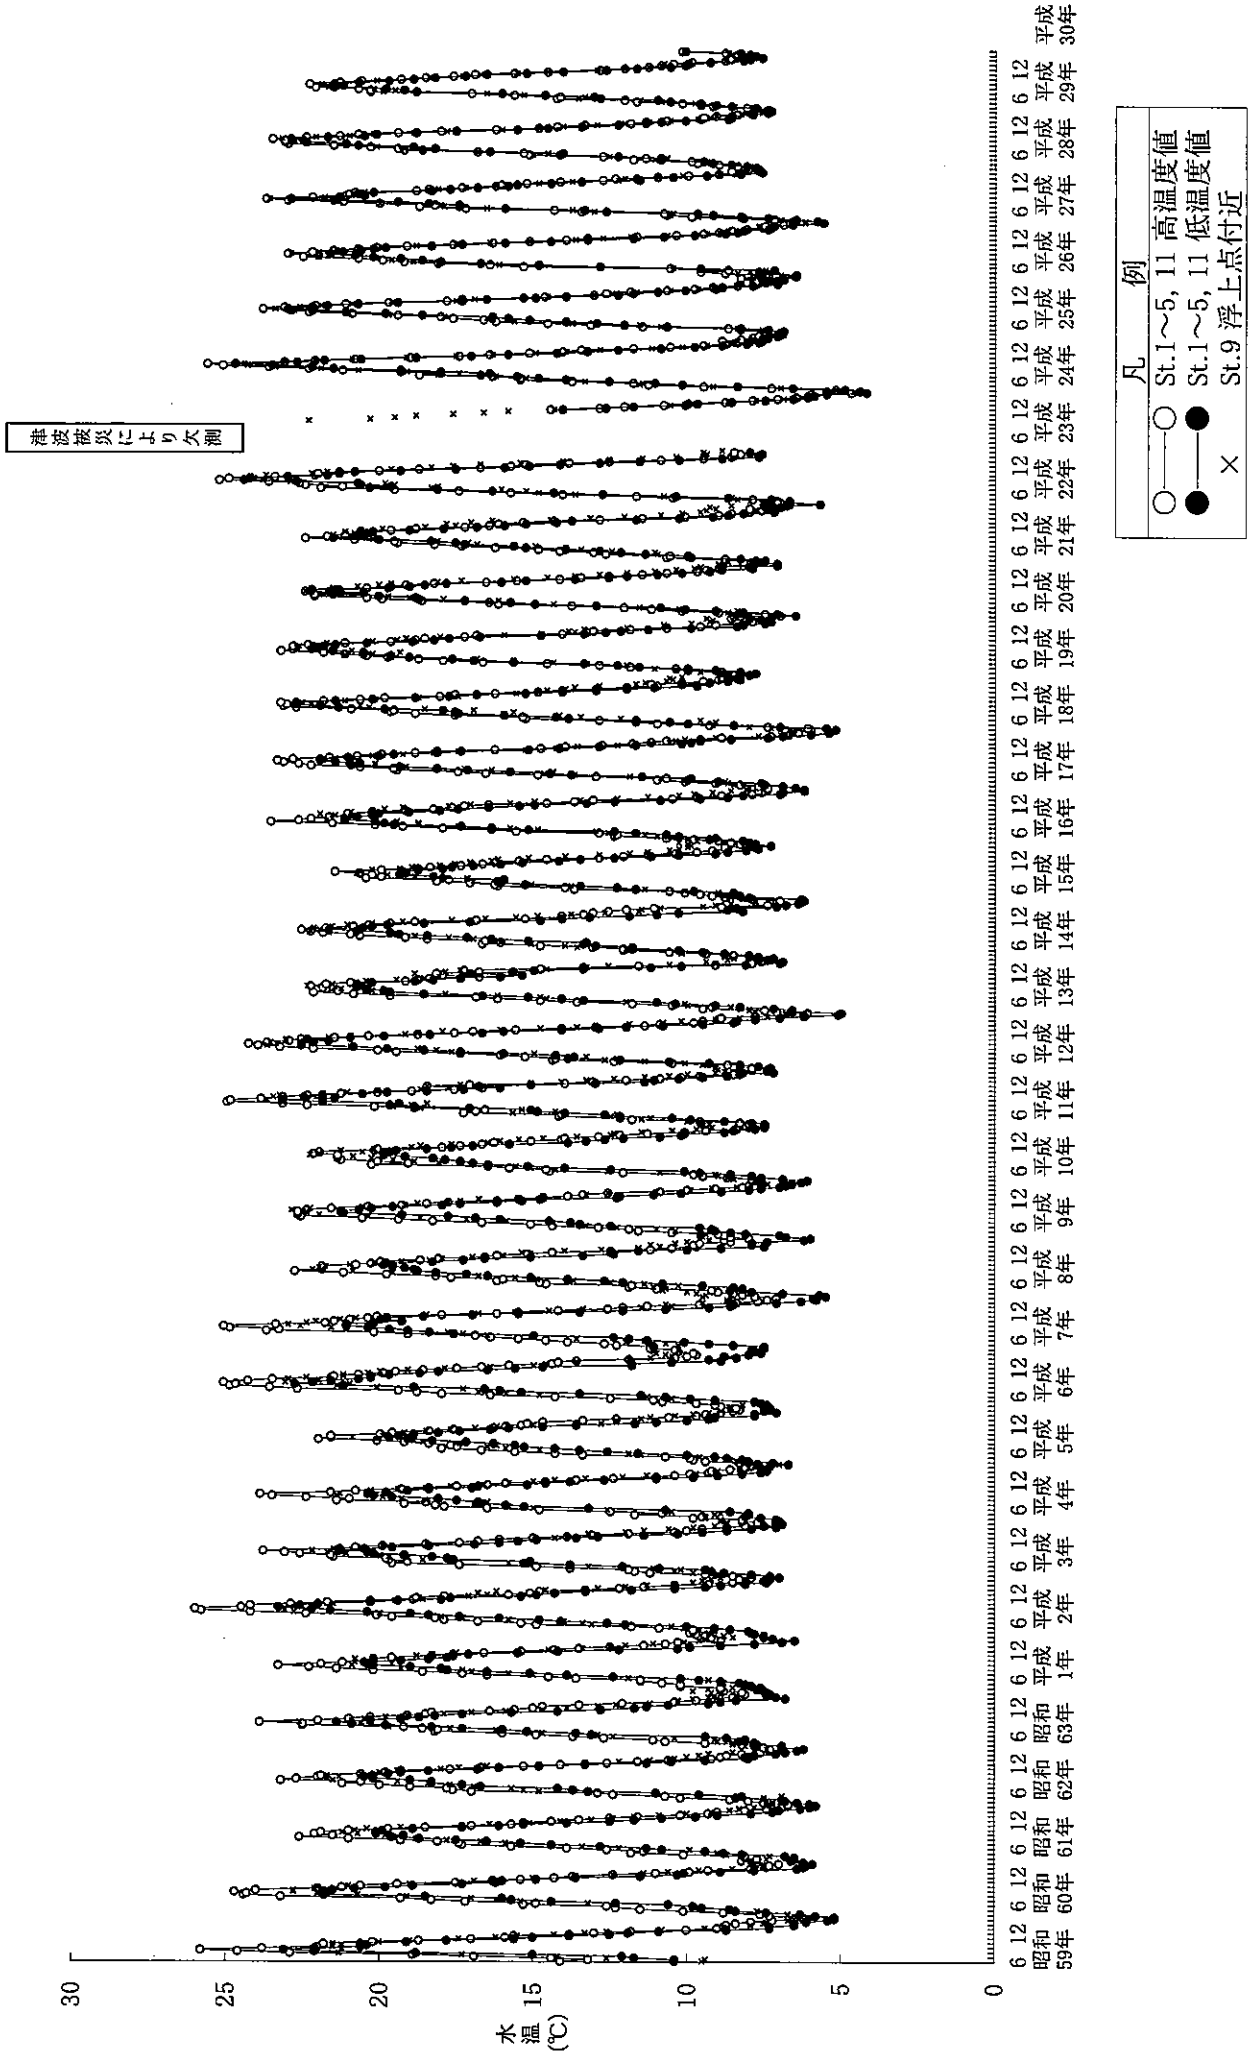 津波被災により欠測
30
25
20
15
10
5
0
水温
(℃)
6 12 6 12 6 12 6 12 6 12 6 12 6 12 6 12 6 12 6 12 6 12 6 12 6 12 6 12 6 12 6 12 6 12 6 12 6 12 6 12 6 12 6 12 6 12 6 12 6 12 6 12 6 12 6 12 6 12 6 12 6 12 6 12 6 12 6 12
昭和 昭和 昭和 昭和 昭和 平成 平成 平成 平成 平成 平成 平成 平成 平成 平成 平成 平成 平成 平成 平成 平成 平成 平成 平成 平成 平成 平成 平成 平成 平成 平成 平成 平成 平成 平成
59年 60年 61年 62年 63年 1年 2年 3年 4年 5年 6年 7年 8年 9年 10年 11年 12年 13年 14年 15年 16年 17年 18年 19年 20年 21年 22年 23年 24年 25年 26年 27年 28年 29年 30年
凡 例
St.1～5, 11 高温度値
St.1～5, 11 低温度値
× St.9 浮上点付近